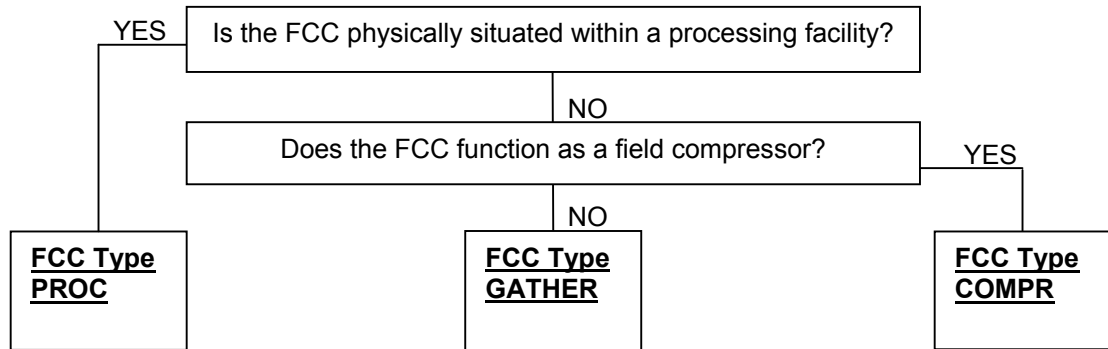 YES
Is the FCC physically situated within a processing facility?
NO
Does the FCC function as a field compressor?
YES
NO
FCC Type
PROC
FCC Type
GATHER
FCC Type
COMPR